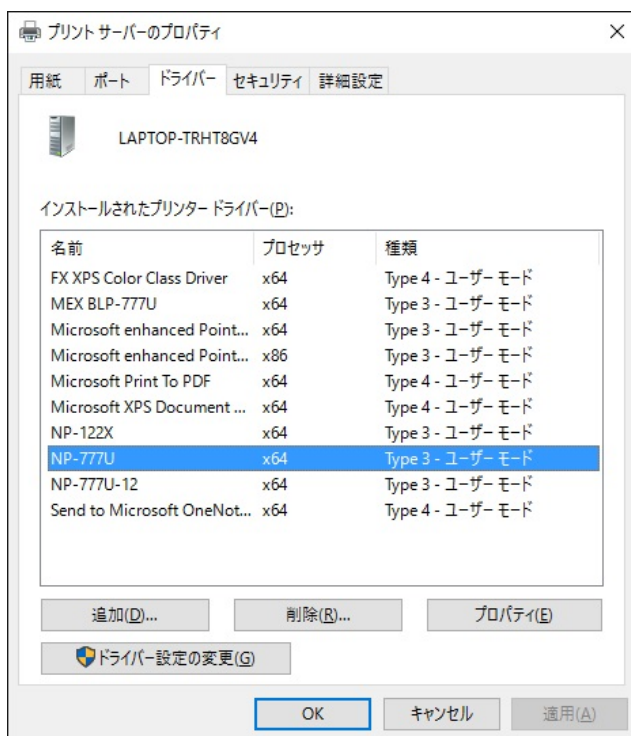 プリント サーバーのプロパティ
用紙 ポート ドライバー セキュリティ 詳細設定
LAPTOP-TRHT8GV4
インストールされたプリンター ドライバー(P):
名前 プロセッサ 種類
FX XPS Color Class Driver x64 Type 4 - ユーザー モード
MEX BLP-777U x64 Type 3 - ユーザー モード
Microsoft enhanced Point... x64 Type 3 - ユーザー モード
Microsoft enhanced Point... x86 Type 3 - ユーザー モード
Microsoft Print To PDF x64 Type 4 - ユーザー モード
Microsoft XPS Document ... x64 Type 4 - ユーザー モード
NP-122X x64 Type 3 - ユーザー モード
NP-777U x64 Type 3 - ユーザー モード
NP-777U-12 x64 Type 3 - ユーザー モード
Send to Microsoft OneNot... x64 Type 4 - ユーザー モード
追加(D)... 削除(R)... プロパティ(E)
ドライバー設定の変更(G)
OK キャンセル 適用(A)